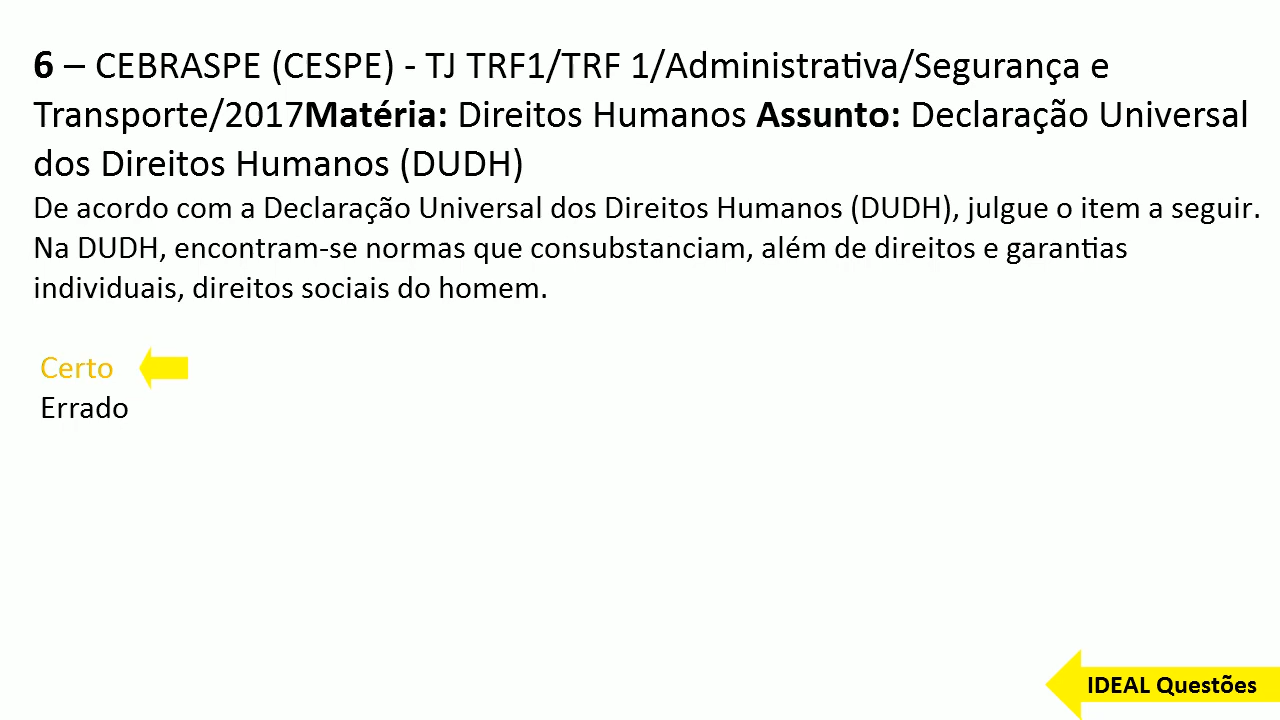 6 – CEBRASPE (CESPE) - TJ TRF1/TRF 1/Administrativa/Segurança e
Transporte/2017Matéria: Direitos Humanos Assunto: Declaração Universal
dos Direitos Humanos (DUDH)
De acordo com a Declaração Universal dos Direitos Humanos (DUDH), julgue o item a seguir.
Na DUDH, encontram-se normas que consubstanciam, além de direitos e garantias
individuais, direitos sociais do homem.
Certo
Errado
IDEAL Questões